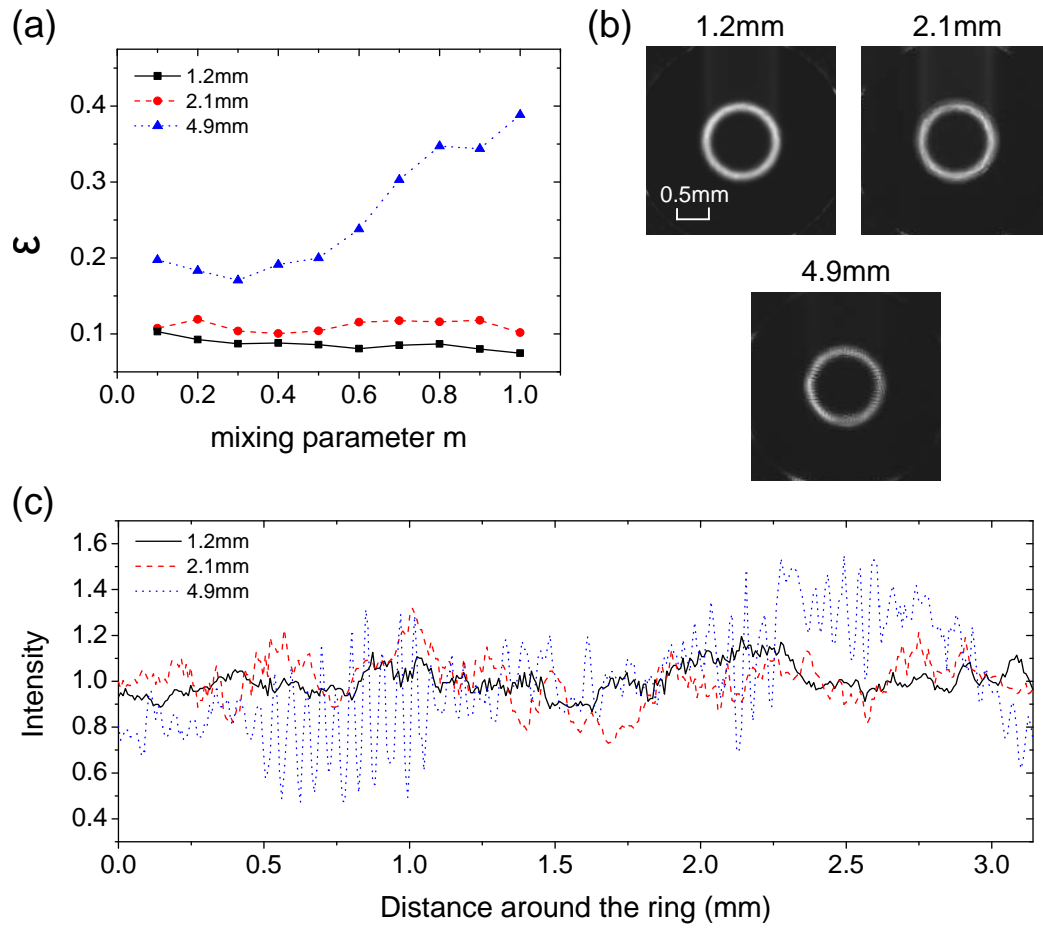 (a)
1.2mm
2.1mm
4.9mm
0.4
0.3
0.2
0.1
ε
0.0 0.2 0.4 0.6 0.8 1.0
mixing parameter m
(b)
1.2mm 2.1mm
0.5mm
4.9mm
(c)
1.2mm
2.1mm
4.9mm
1.6
1.4
1.2
1.0
0.8
0.6
0.4
Intensity
0.0 0.5 1.0 1.5 2.0 2.5 3.0
Distance around the ring (mm)